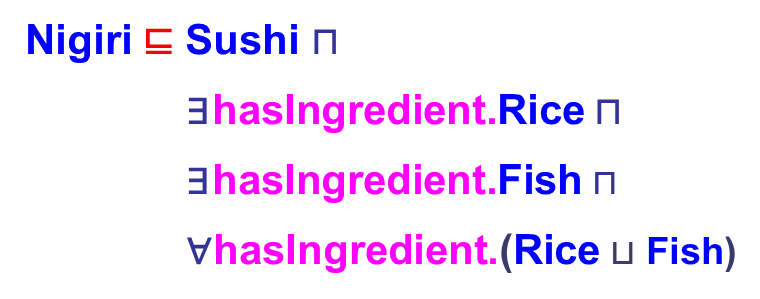 Nigiri ⊑ Sushi ⊓
∃hasIngredient.Rice ⊓
∃hasIngredient.Fish ⊓
∀hasIngredient.(Rice ⊔ Fish)